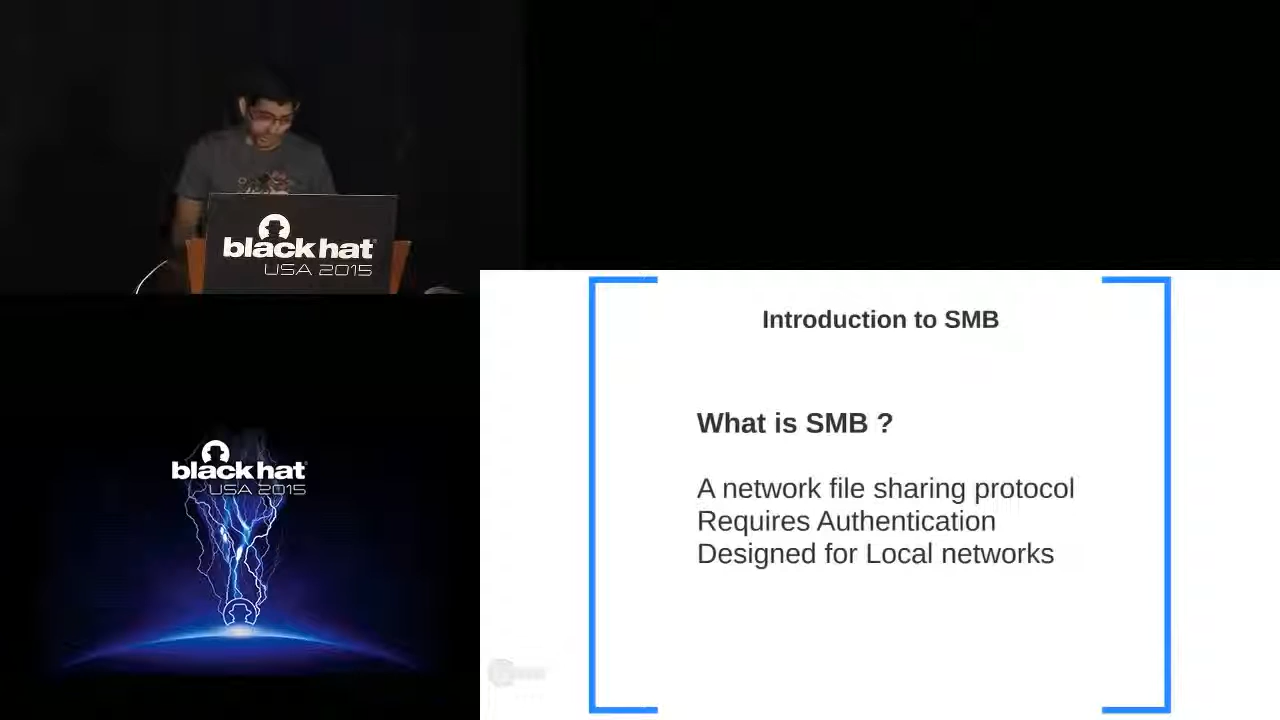 black hat
USA 2015
Introduction to SMB
What is SMB ?
A network file sharing protocol
Requires Authentication
Designed for Local networks
black hat
USA 2015